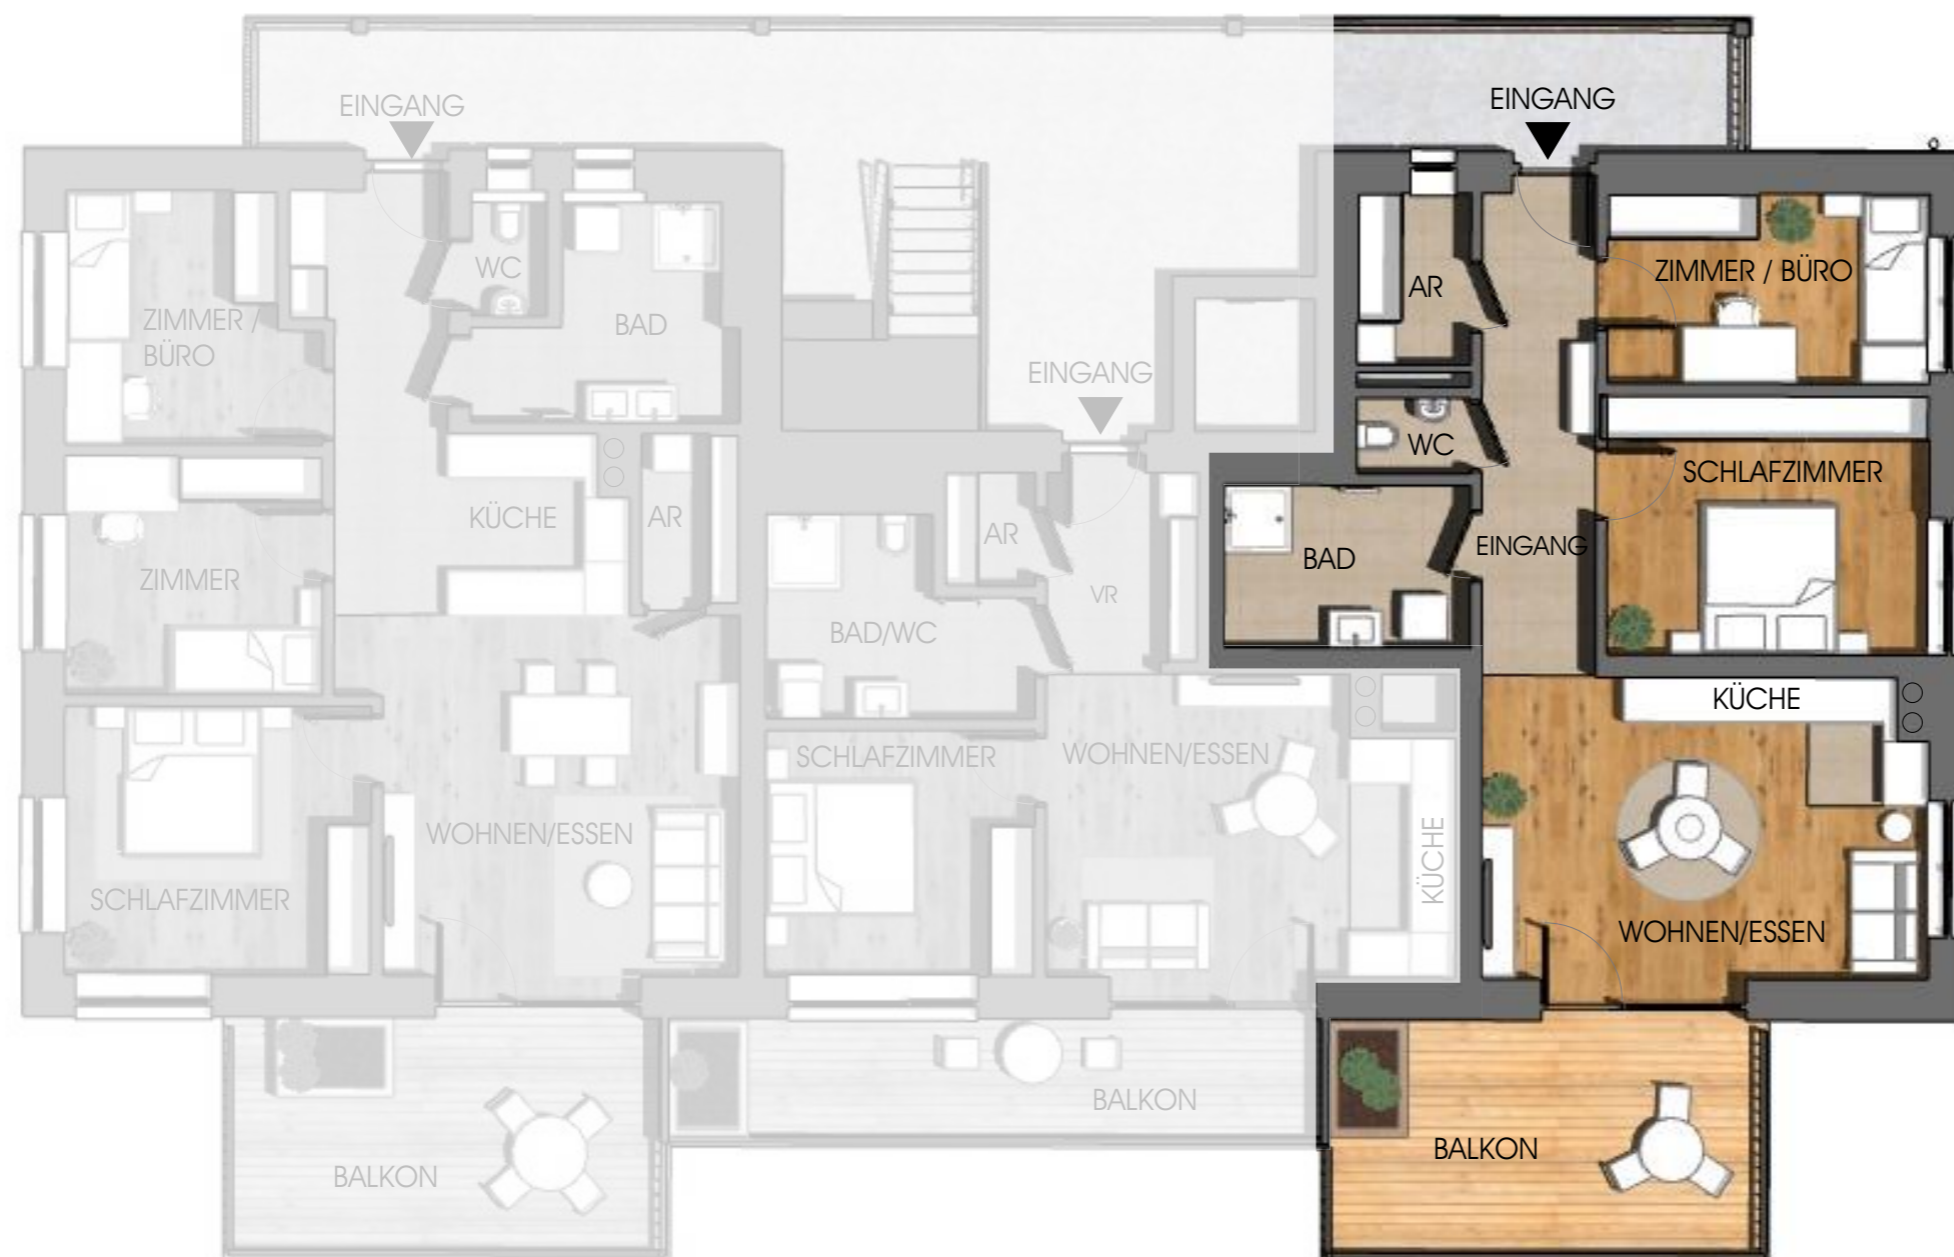 EINGANG
EINGANG
WC
ZIMMER /
BÜRO
BAD
AR
ZIMMER / BÜRO
EINGANG
WC
SCHLAFZIMMER
KÜCHE
AR
AR
BAD
EINGANG
ZIMMER
VR
BAD/WC
KÜCHE
SCHLAFZIMMER
WOHNEN/ESSEN
WOHNEN/ESSEN
KÜCHE
SCHLAFZIMMER
WOHNEN/ESSEN
BALKON
BALKON
BALKON